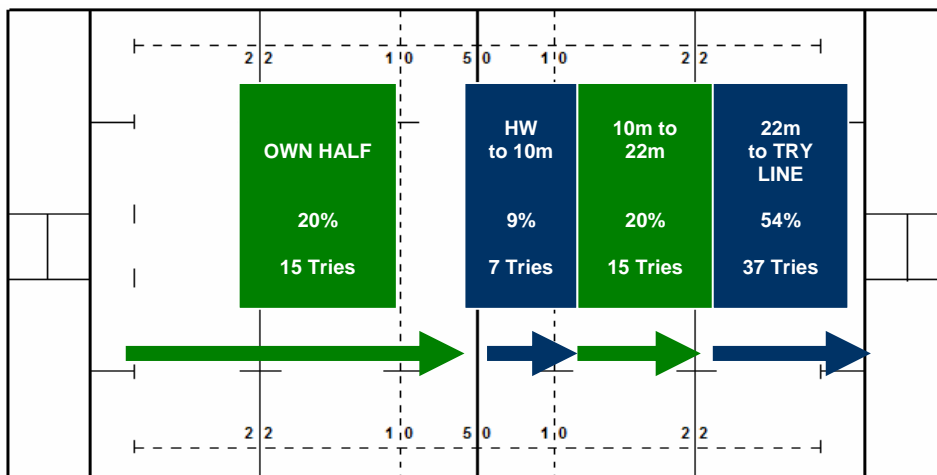 22 10 50 10 22
OWN HALF
20%
15 Tries
HW
to 10m
9%
7 Tries
10m to
22m
20%
15 Tries
22m
to TRY
LINE
54%
37 Tries
22 10 50 10 22